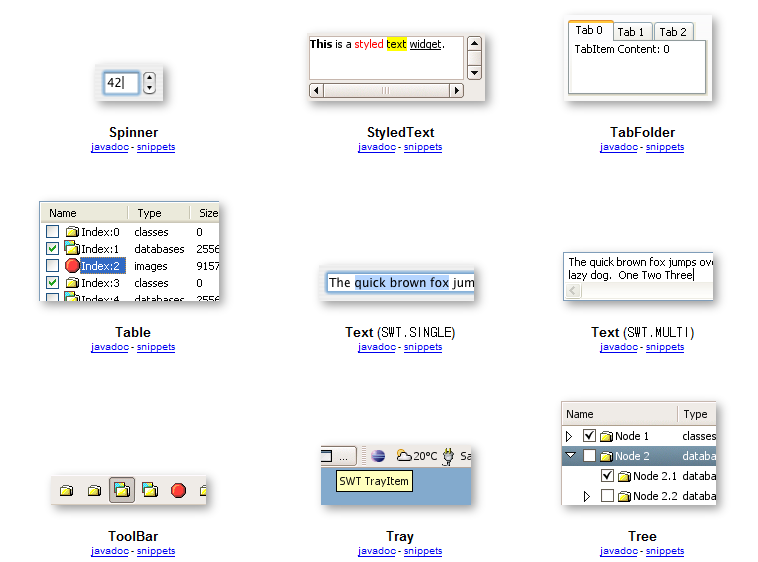 42
Spinner
javadoc - snippets
This is a styled text widget.
StyledText
javadoc - snippets
Tab 0 Tab 1 Tab 2
TabItem Content: 0
TabFolder
javadoc - snippets
Name Type Size
Index:0 classes 0
Index:1 databases 2556
Index:2 images 9157
Index:3 classes 0
Index:4 databases 2556
Table
javadoc - snippets
The quick brown fox jum
Text (SWT.SINGLE)
javadoc - snippets
The quick brown fox jumps ov
lazy dog. One Two Three
Text (SWT.MULTI)
javadoc - snippets
ToolBar
javadoc - snippets
... 20°C Sa
SWT TrayItem
Tray
javadoc - snippets
Name Type
Node 1 classes
Node 2 databa
Node 2.1 databa
Node 2.2 databa
Tree
javadoc - snippets